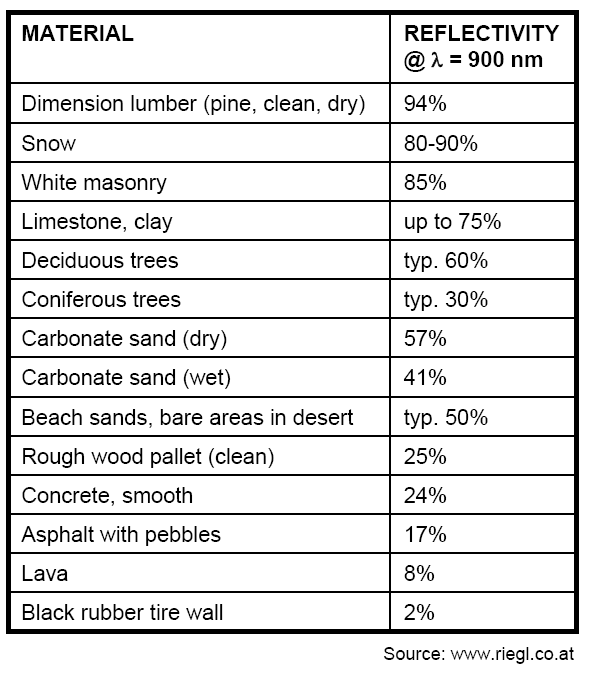 MATERIAL REFLECTIVITY
@ λ = 900 nm
Dimension lumber (pine, clean, dry) 94%
Snow 80-90%
White masonry 85%
Limestone, clay up to 75%
Deciduous trees typ. 60%
Coniferous trees typ. 30%
Carbonate sand (dry) 57%
Carbonate sand (wet) 41%
Beach sands, bare areas in desert typ. 50%
Rough wood pallet (clean) 25%
Concrete, smooth 24%
Asphalt with pebbles 17%
Lava 8%
Black rubber tire wall 2%
Source: www.riegl.co.at